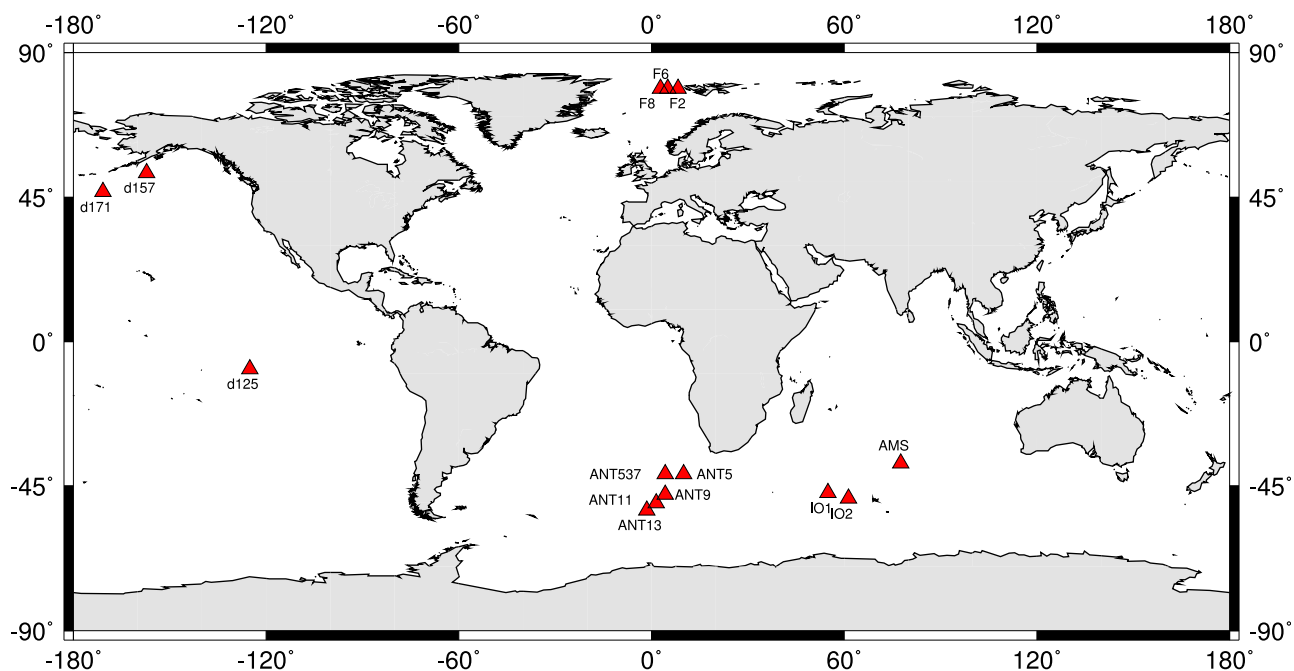 -180° -120° -60° 0° 60° 120° 180°
90° 90°
F6
F8 F2
d157
d171
45° 45°
0° 0°
d125
AMS
ANT537 ANT5
-45° -45°
ANT11 ANT9
IO1 IO2
ANT13
-90° -90°
-180° -120° -60° 0° 60° 120° 180°